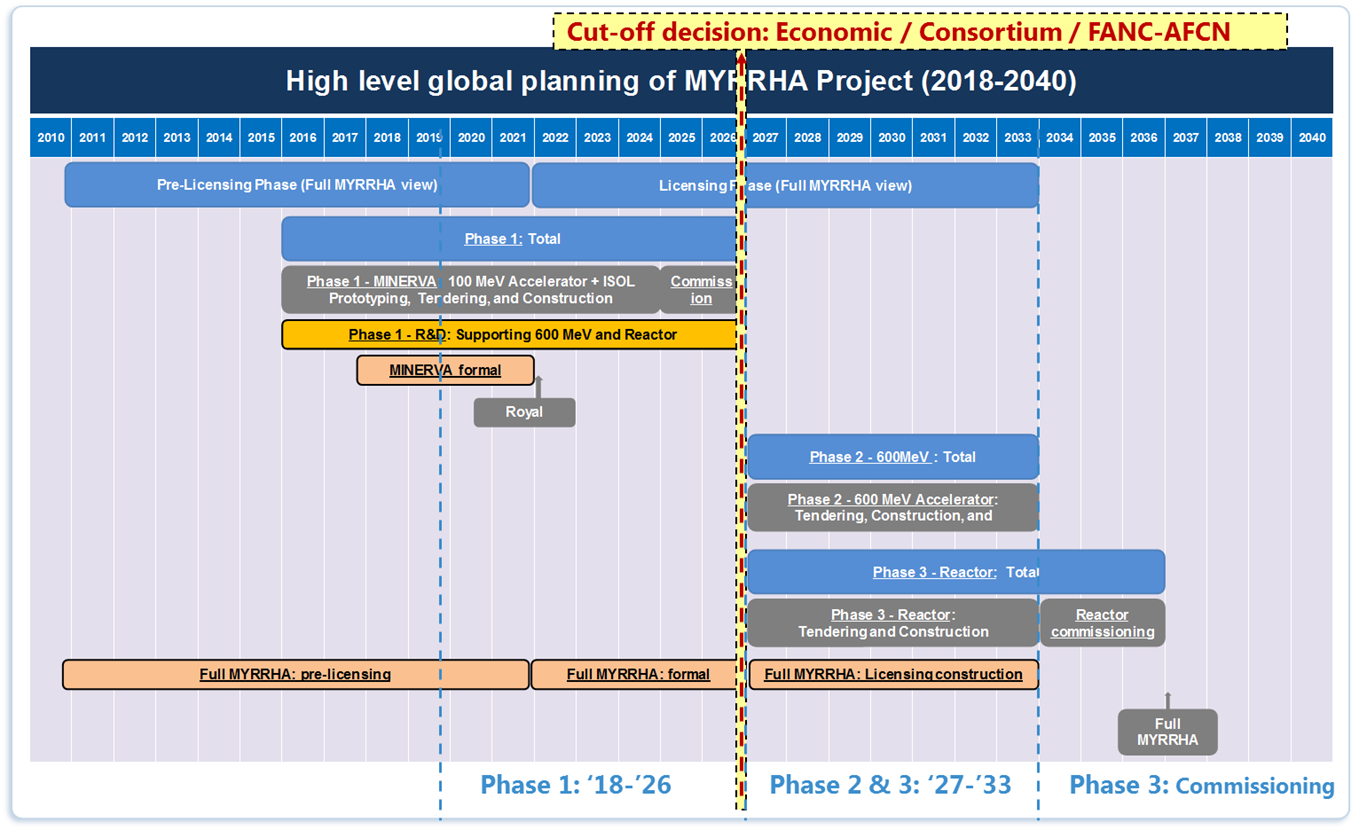 Cut-off decision: Economic / Consortium / FANC-AFCN
High level global planning of MYRRHA Project (2018-2040)
2010 2011 2012 2013 2014 2015 2016 2017 2018 2019 2020 2021 2022 2023 2024 2025 2026 2027 2028 2029 2030 2031 2032 2033 2034 2035 2036 2037 2038 2039 2040
Pre-Licensing Phase (Full MYRRHA view)
Licensing Phase (Full MYRRHA view)
Phase 1: Total
Phase 1 - MINERVA 100 MeV Accelerator + ISOL
Prototyping, Tendering, and Construction
Commiss
ion
Phase 1 - R&D: Supporting 600 MeV and Reactor
MINERVA formal
Royal
Phase 2 - 600MeV : Total
Phase 2 - 600 MeV Accelerator:
Tendering, Construction, and
Phase 3 - Reactor: Total
Phase 3 - Reactor:
Tendering and Construction
Reactor
commissioning
Full MYRRHA: pre-licensing
Full MYRRHA: formal
Full MYRRHA: Licensing construction
Full
MYRRHA
Phase 1: ‘18-’26
Phase 2 & 3: ‘27-’33
Phase 3: Commissioning